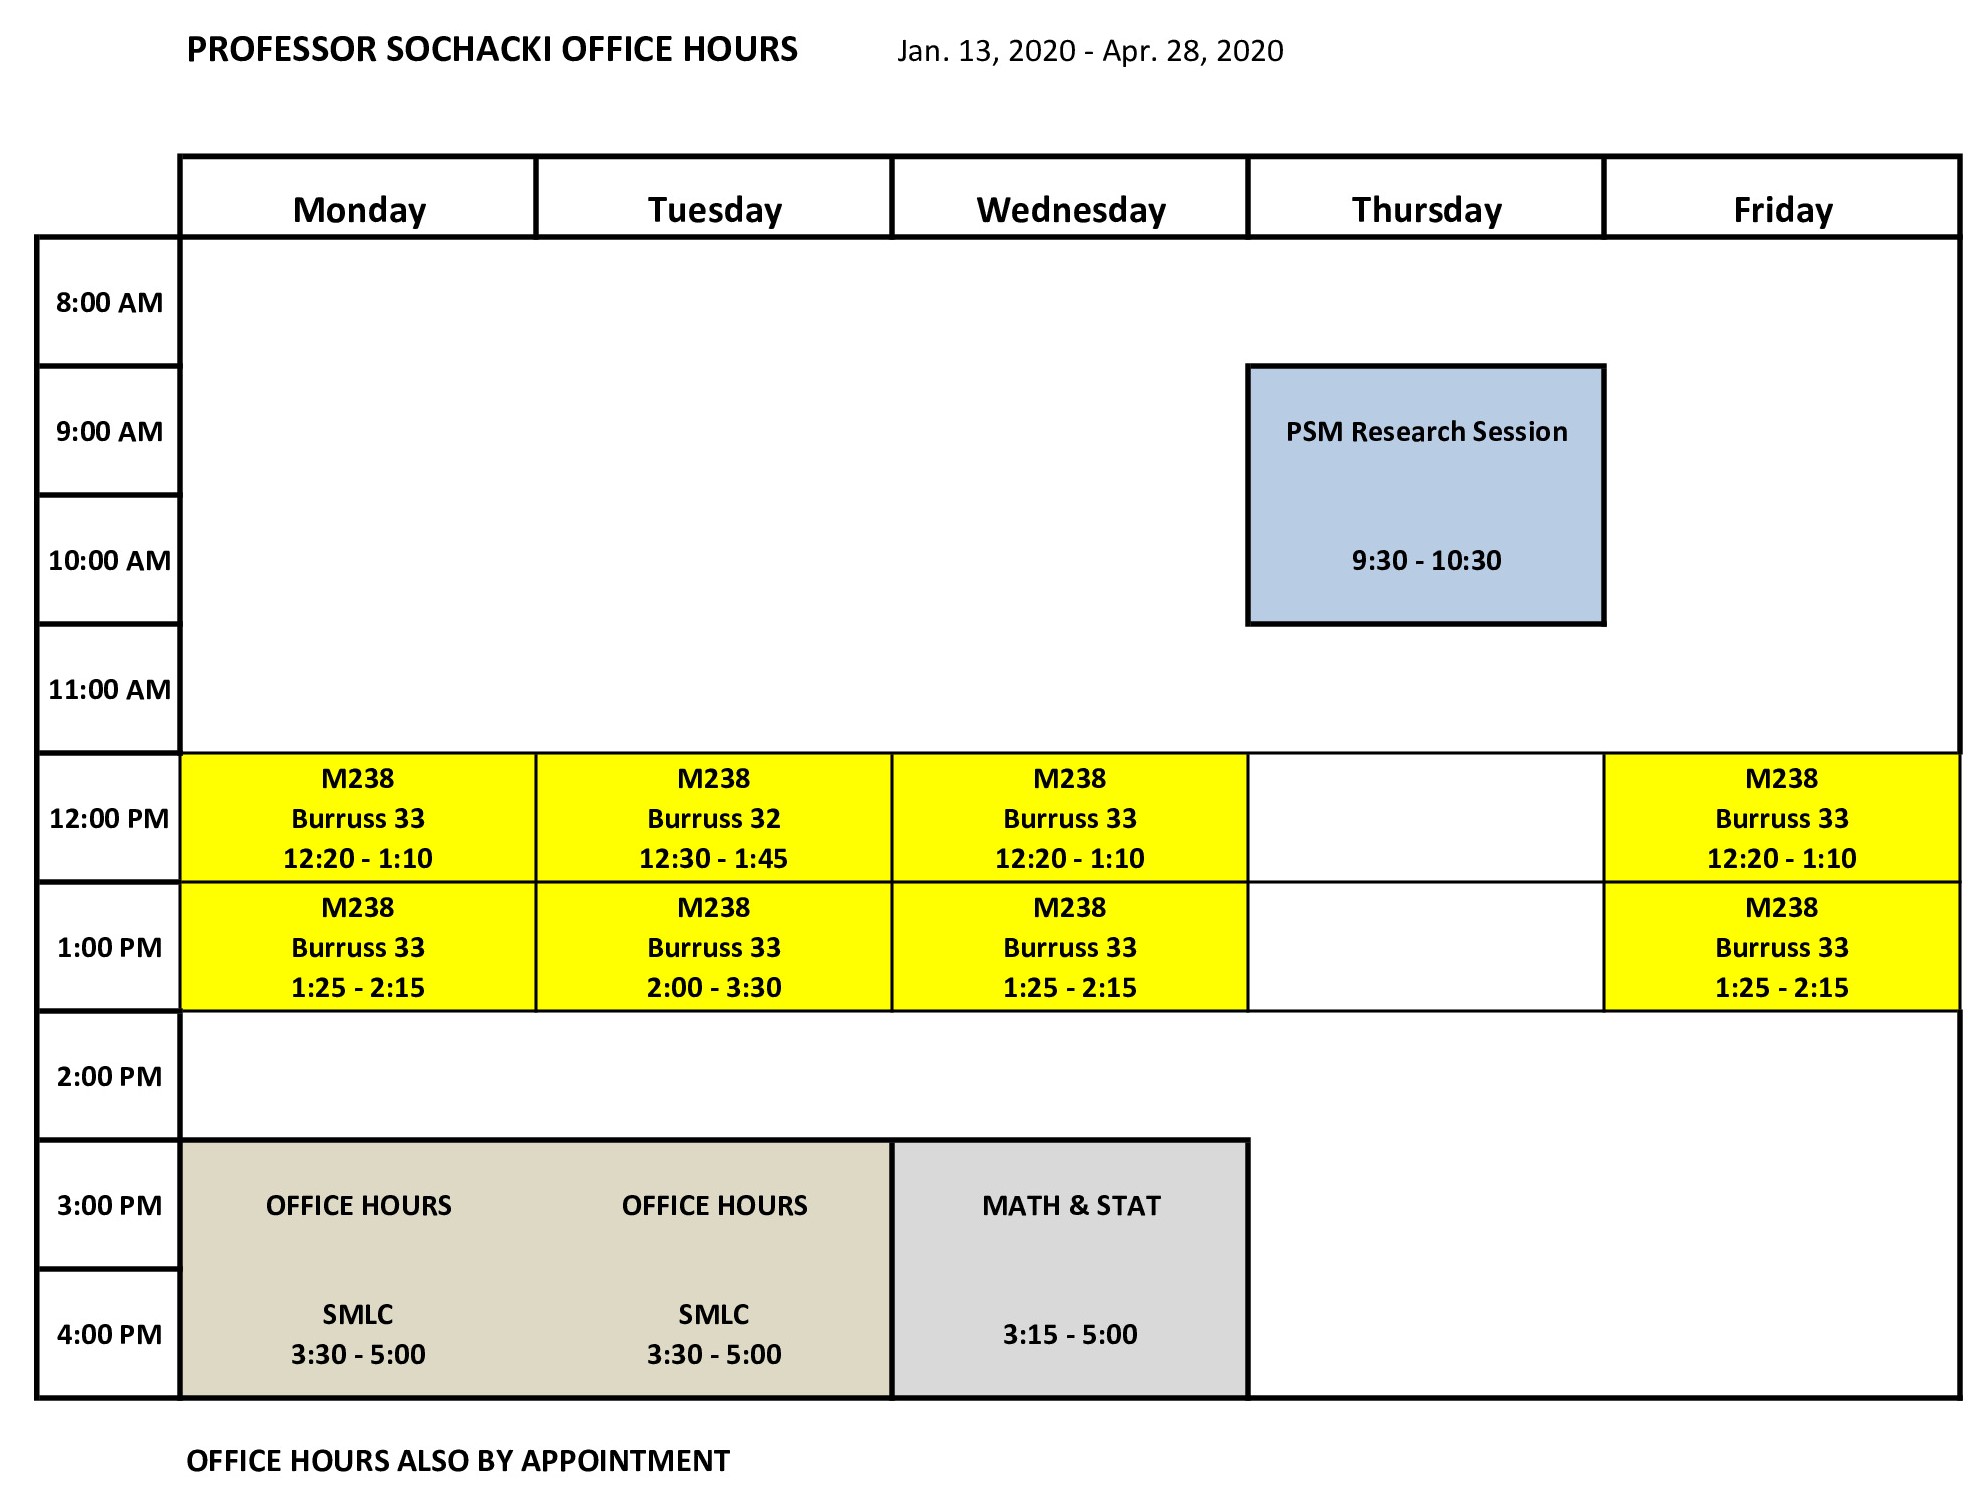 PROFESSOR SOCHACKI OFFICE HOURS Jan. 13, 2020 - Apr. 28, 2020
Monday Tuesday Wednesday Thursday Friday
8:00 AM
9:00 AM PSM Research Session
10:00 AM 9:30 - 10:30
11:00 AM
M238 M238 M238 M238
12:00 PM Burruss 33 Burruss 32 Burruss 33 Burruss 33
12:20 - 1:10 12:30 - 1:45 12:20 - 1:10 12:20 - 1:10
M238 M238 M238 M238
1:00 PM Burruss 33 Burruss 33 Burruss 33 Burruss 33
1:25 - 2:15 2:00 - 3:30 1:25 - 2:15 1:25 - 2:15
2:00 PM
3:00 PM OFFICE HOURS OFFICE HOURS MATH & STAT
SMLC SMLC
4:00 PM 3:15 - 5:00
3:30 - 5:00 3:30 - 5:00
OFFICE HOURS ALSO BY APPOINTMENT